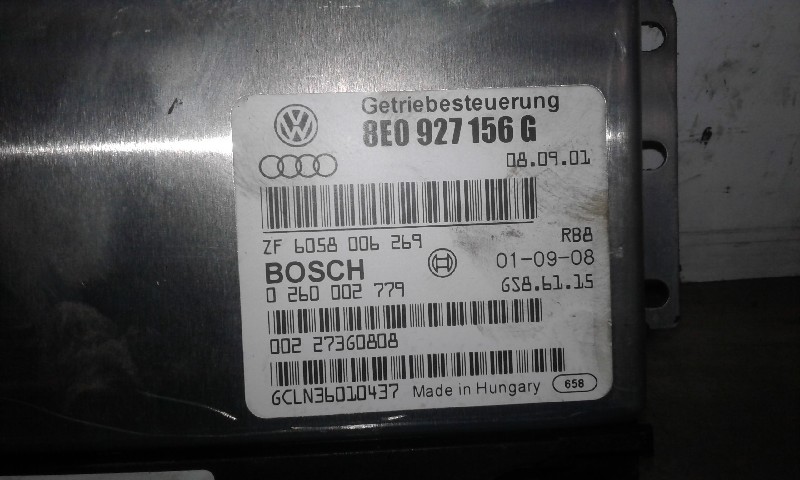 Getriebesteuerung
8E0 927 156 G
08.09.01
ZF 6058 006 269 RB8
BOSCH 01-09-08
0 260 002 779 GS8.61.15
002 27360808
GCLN36010437 Made in Hungary 658